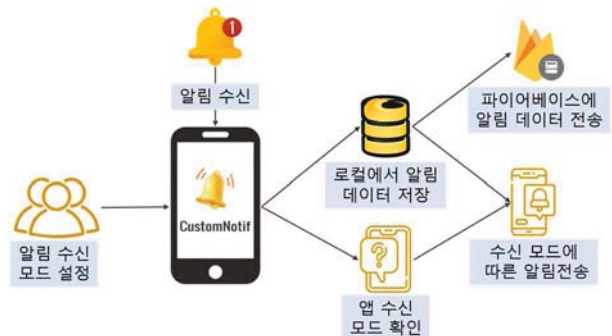 1
알림 수신
CustomNotif
알림 수신
모드 설정
로컬에서 알림
데이터 저장
?
앱 수신
모드 확인
파이어베이스에
알림 데이터 전송
수신 모드에
따른 알림전송